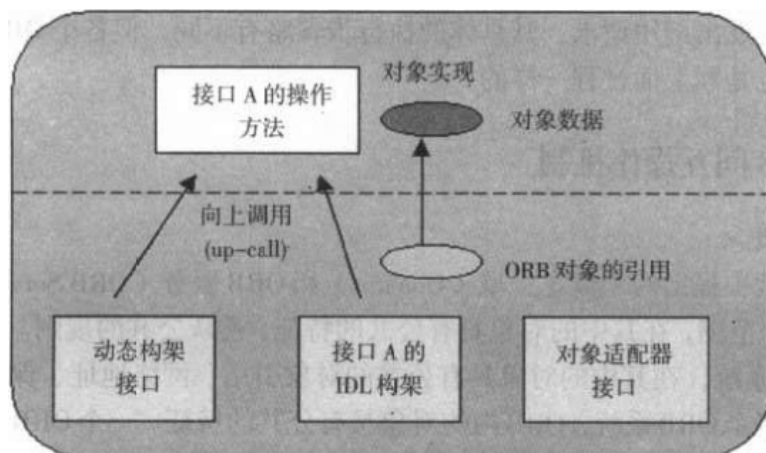 接口 A 的操作
方法
对象实现
对象数据
向上调用
(up-call)
ORB 对象的引用
动态构架
接口
接口 A 的
IDL 构架
对象适配器
接口